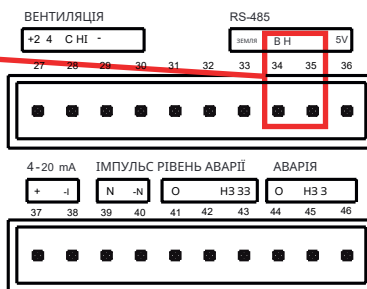 ВЕНТИЛЯЦІЯ RS-485
+2 4 C HI - ЗЕМЛЯ B H 5V
27 28 29 30 31 32 33 34 35 36
4-20 mA ІМПУЛЬС РІВЕНЬ АВАРІЇ АВАРІЯ
+ -I N -N O НЗ ЗЗ O НЗ З
37 38 39 40 41 42 43 44 45 46